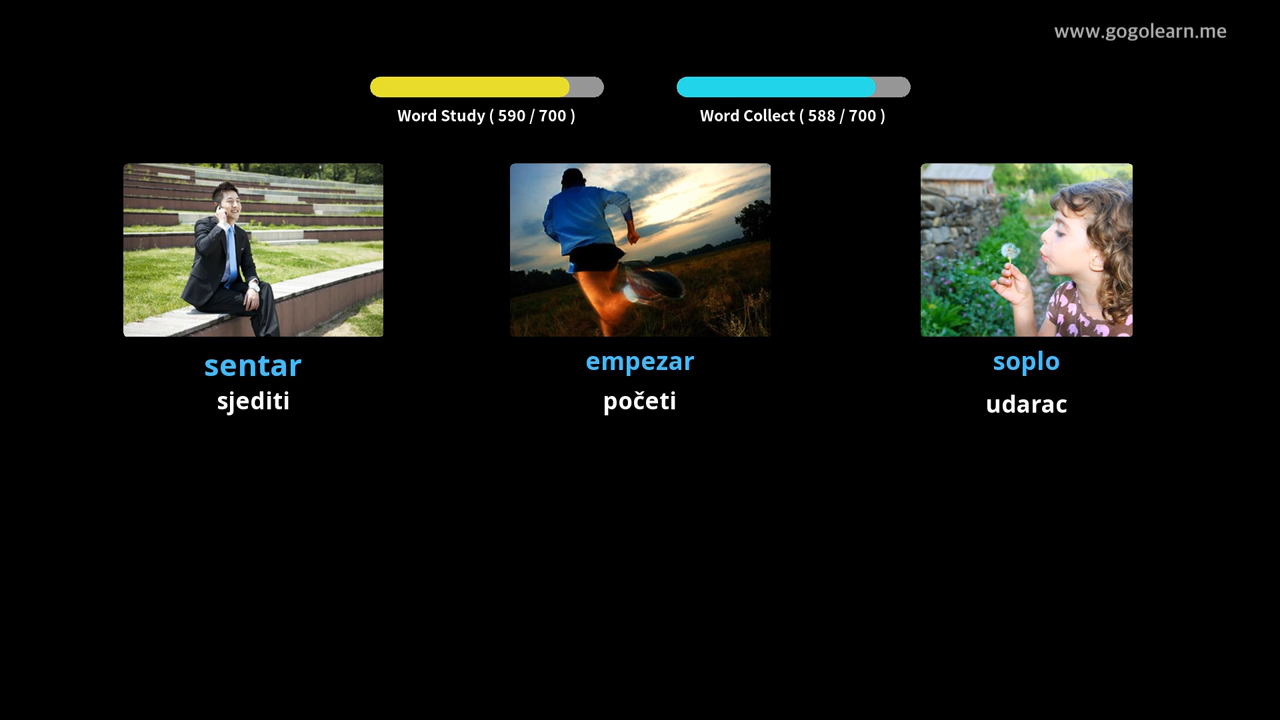 www.gogolearn.me
Word Study ( 590 / 700 )
Word Collect ( 588 / 700 )
sentar
sjediti
empezar
početi
soplo
udarac